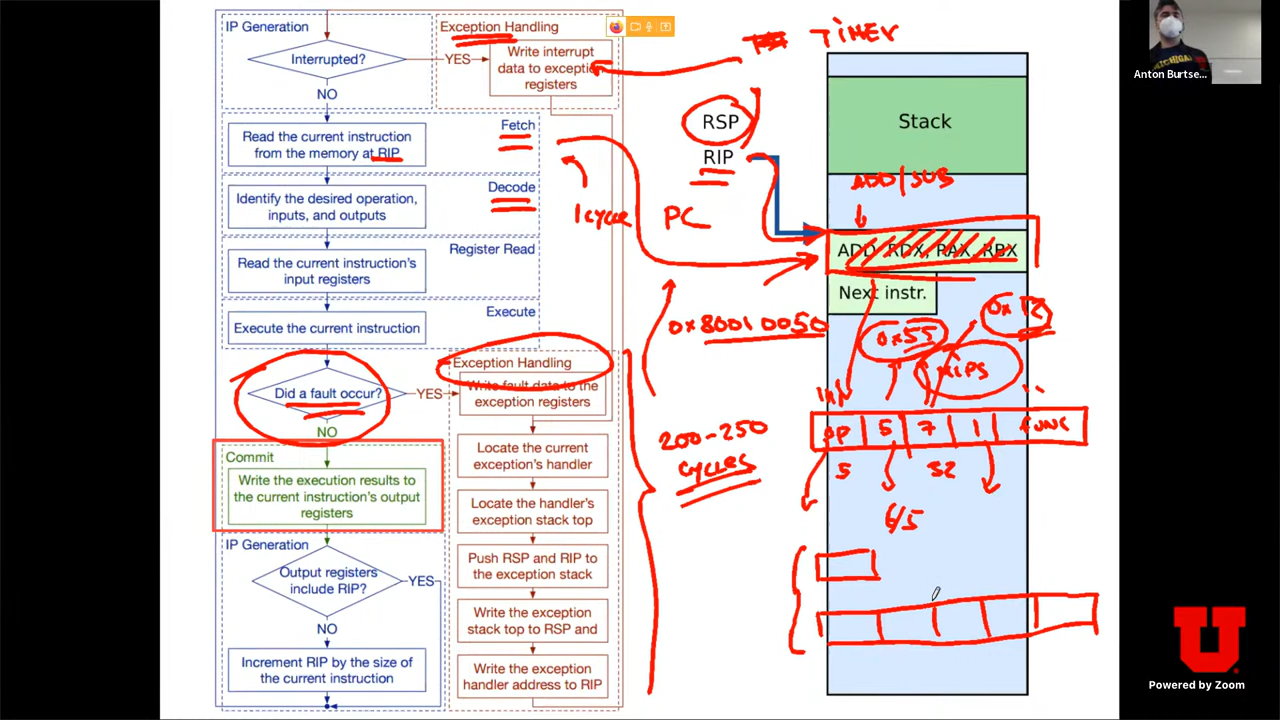 IP Generation
Interrupted?
YES
NO
Exception Handling
Write interrupt
data to exception
registers
Fetch
Read the current instruction
from the memory at RIP
Decode
Identify the desired operation,
inputs, and outputs
Register Read
Read the current instruction's
input registers
Execute
Execute the current instruction
Did a fault occur?
YES
NO
Exception Handling
Write fault data to the
exception registers
Commit
Write the execution results to
the current instruction's output
registers
Locate the current
exception's handler
Locate the handler's
exception stack top
Push RSP and RIP to
the exception stack
Write the exception
stack top to RSP and
Write the exception
handler address to RIP
IP Generation
Output registers
include RIP?
YES
NO
Increment RIP by the size of
the current instruction
TIMER
RSP
RIP
1 cycle
PC
0x80010050
200-250
cycles
Stack
ADD/SUB
ADD RDX, RAX, RBX
Next instr.
0x55
0x12
MIPS
OP 5 7 1 FUNC
5 32
6/5
Anton Burtse...
MICHIGAN
U
Powered by Zoom